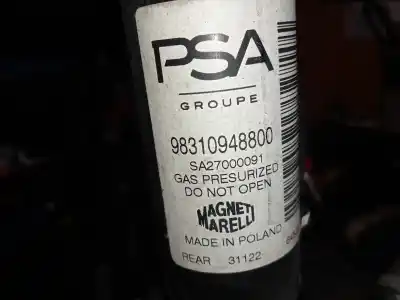 PSA
GROUPE
98310948800
SA27000091
GAS PRESURIZED
DO NOT OPEN
MAGNETI
MARELLI
MADE IN POLAND
REAR 31122